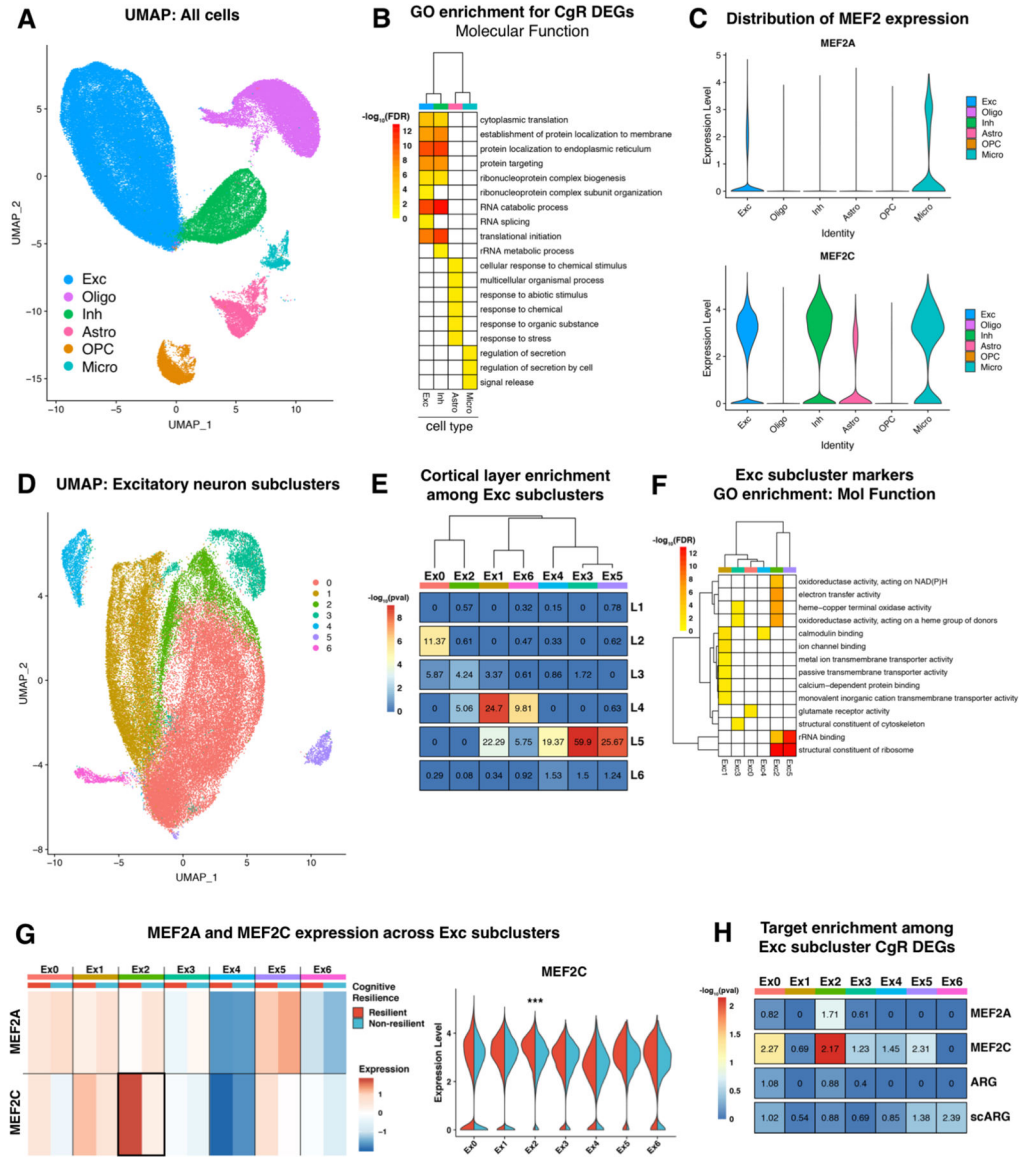 A
UMAP: All cells
UMAP_2
5
0
−5
−10
−15
Exc
Oligo
Inh
Astro
OPC
Micro
−10
−5
0
5
10
UMAP_1
B
GO enrichment for CgR DEGs
Molecular Function
-log10(FDR)
12
10
8
6
4
2
0
cytoplasmic translation
establishment of protein localization to membrane
protein localization to endoplasmic reticulum
protein targeting
ribonucleoprotein complex biogenesis
ribonucleoprotein complex subunit organization
RNA catabolic process
RNA splicing
translational initiation
rRNA metabolic process
cellular response to chemical stimulus
multicellular organismal process
response to abiotic stimulus
response to chemical
response to organic substance
response to stress
regulation of secretion
regulation of secretion by cell
signal release
Exc
Inh
Astro
Micro
cell type
C
Distribution of MEF2 expression
MEF2A
Expression Level
5
4
3
2
1
0
Exc
Oligo
Inh
Astro
OPC
Micro
Identity
Exc
Oligo
Inh
Astro
OPC
Micro
MEF2C
Expression Level
4
2
0
Exc
Oligo
Inh
Astro
OPC
Micro
Identity
Exc
Oligo
Inh
Astro
OPC
Micro
D
UMAP: Excitatory neuron subclusters
UMAP_2
4
0
−4
−8
−10
−5
0
5
10
UMAP_1
0
1
2
3
4
5
6
E
Cortical layer enrichment
among Exc subclusters
-log10(pval)
8
6
4
2
0
Ex0 Ex2 Ex1 Ex6 Ex4 Ex3 Ex5
0 0.57 0 0.32 0.15 0 0.78 L1
11.37 0.61 0 0.47 0.33 0 0.62 L2
5.87 4.24 3.37 0.61 0.86 1.72 0 L3
0 5.06 24.7 9.81 0 0 0.63 L4
0 0 22.29 5.75 19.37 59.9 25.67 L5
0.29 0.08 0.34 0.92 1.53 1.5 1.24 L6
F
Exc subcluster markers
GO enrichment: Mol Function
-log10(FDR)
12
10
8
6
4
2
0
oxidoreductase activity, acting on NAD(P)H
electron transfer activity
heme−copper terminal oxidase activity
oxidoreductase activity, acting on a heme group of donors
calmodulin binding
ion channel binding
metal ion transmembrane transporter activity
passive transmembrane transporter activity
calcium−dependent protein binding
monovalent inorganic cation transmembrane transporter activity
glutamate receptor activity
structural constituent of cytoskeleton
rRNA binding
structural constituent of ribosome
Exc1
Exc3
Exc0
Exc4
Exc2
Exc5
G
MEF2A and MEF2C expression across Exc subclusters
Ex0 Ex1 Ex2 Ex3 Ex4 Ex5 Ex6
MEF2A
MEF2C
Cognitive
Resilience
Resilient
Non-resilient
Expression
1
0
−1
MEF2C
***
Expression Level
4
2
0
Ex0
Ex1
Ex2
Ex3
Ex4
Ex5
Ex6
H
Target enrichment among
Exc subcluster CgR DEGs
-log10(pval)
2
1.5
1
0.5
0
Ex0 Ex1 Ex2 Ex3 Ex4 Ex5 Ex6
0.82 0 1.71 0.61 0 0 0 MEF2A
2.27 0.69 2.17 1.23 1.45 2.31 0 MEF2C
1.08 0 0.88 0.4 0 0 0 ARG
1.02 0.54 0.88 0.69 0.85 1.38 2.39 scARG